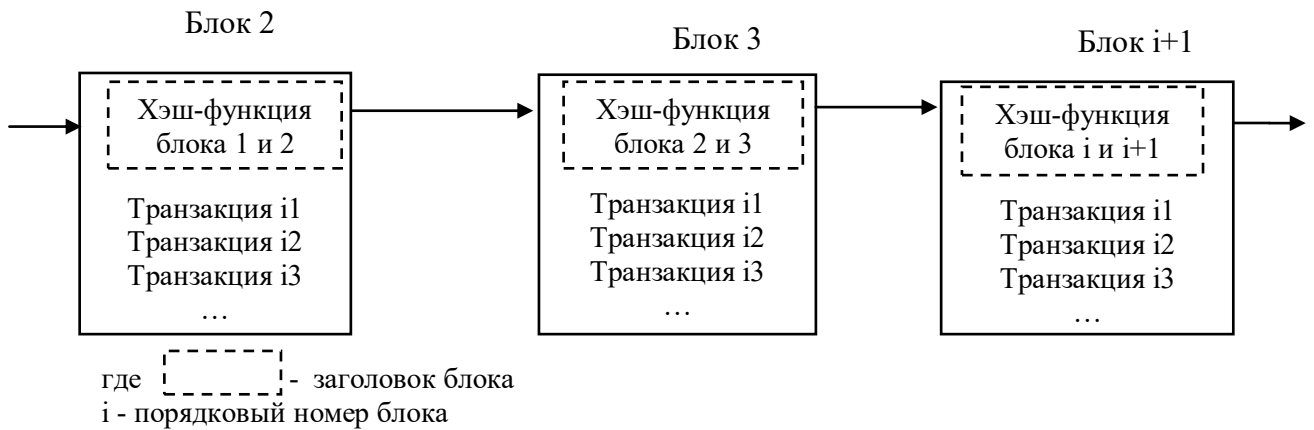 Блок 2
Блок 3
Блок i+1
Хэш-функция
блока 1 и 2
Транзакция i1
Транзакция i2
Транзакция i3
…
Хэш-функция
блока 2 и 3
Транзакция i1
Транзакция i2
Транзакция i3
…
Хэш-функция
блока i и i+1
Транзакция i1
Транзакция i2
Транзакция i3
…
где - заголовок блока
i - порядковый номер блока